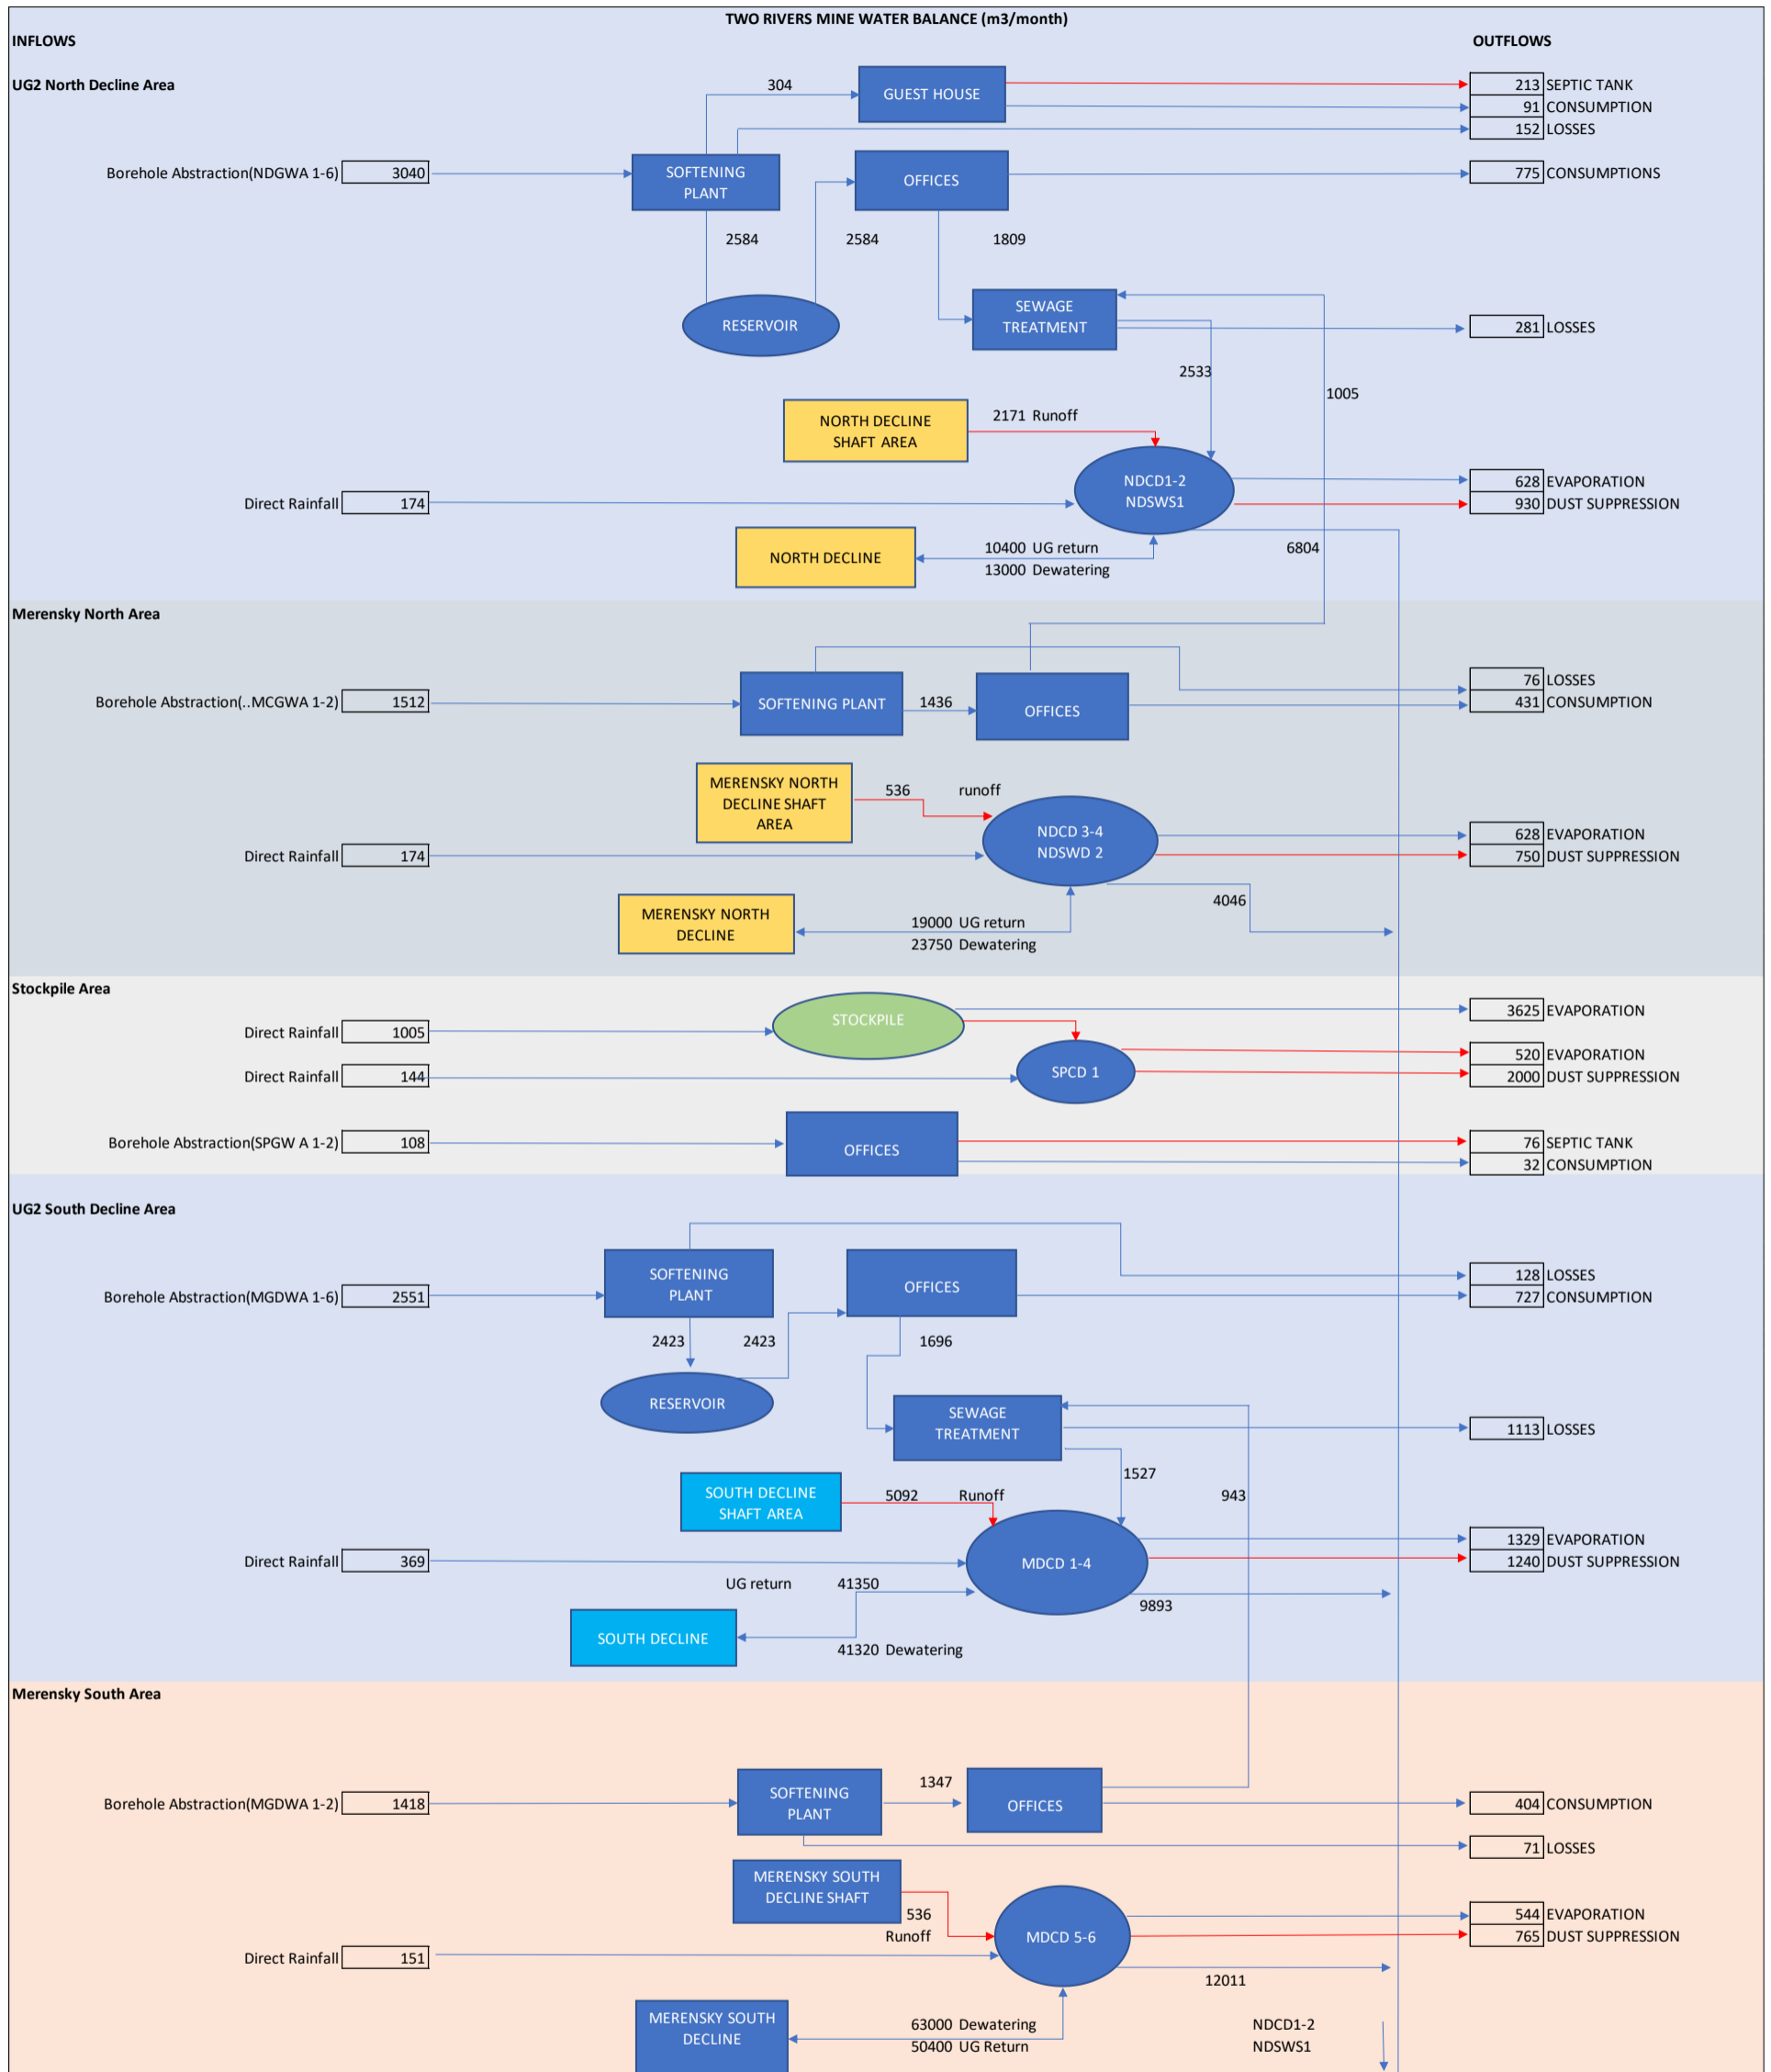 TWO RIVERS MINE WATER BALANCE (m3/month)
INFLOWS
OUTFLOWS
UG2 North Decline Area
304
GUEST HOUSE
213 SEPTIC TANK
91 CONSUMPTION
152 LOSSES
Borehole Abstraction(NDGWA 1-6) 3040
SOFTENING
PLANT
OFFICES
775 CONSUMPTIONS
2584
2584
1809
RESERVOIR
SEWAGE
TREATMENT
281 LOSSES
2533
1005
NORTH DECLINE
SHAFT AREA
2171 Runoff
NDCD1-2
NDSWS1
628 EVAPORATION
930 DUST SUPPRESSION
Direct Rainfall 174
NORTH DECLINE
10400 UG return
13000 Dewatering
6804
Merensky North Area
Borehole Abstraction(..MCGWA 1-2) 1512
SOFTENING PLANT
1436
OFFICES
76 LOSSES
431 CONSUMPTION
MERENSKY NORTH
DECLINE SHAFT
AREA
536 runoff
NDCD 3-4
NDSWD 2
628 EVAPORATION
750 DUST SUPPRESSION
Direct Rainfall 174
MERENSKY NORTH
DECLINE
19000 UG return
23750 Dewatering
4046
Stockpile Area
STOCKPILE
3625 EVAPORATION
Direct Rainfall 1005
SPCD 1
520 EVAPORATION
2000 DUST SUPPRESSION
Direct Rainfall 144
Borehole Abstraction(SPGW A 1-2) 108
OFFICES
76 SEPTIC TANK
32 CONSUMPTION
UG2 South Decline Area
SOFTENING
PLANT
OFFICES
128 LOSSES
727 CONSUMPTION
Borehole Abstraction(MGDWA 1-6) 2551
2423
2423
1696
RESERVOIR
SEWAGE
TREATMENT
1113 LOSSES
1527
943
SOUTH DECLINE
SHAFT AREA
5092 Runoff
MDCD 1-4
1329 EVAPORATION
1240 DUST SUPPRESSION
Direct Rainfall 369
UG return 41350
9893
SOUTH DECLINE
41320 Dewatering
Merensky South Area
Borehole Abstraction(MGDWA 1-2) 1418
SOFTENING
PLANT
1347
OFFICES
404 CONSUMPTION
71 LOSSES
MERENSKY SOUTH
DECLINE SHAFT
536
Runoff
MDCD 5-6
544 EVAPORATION
765 DUST SUPPRESSION
Direct Rainfall 151
12011
MERENSKY SOUTH
DECLINE
63000 Dewatering
50400 UG Return
NDCD1-2
NDSWS1